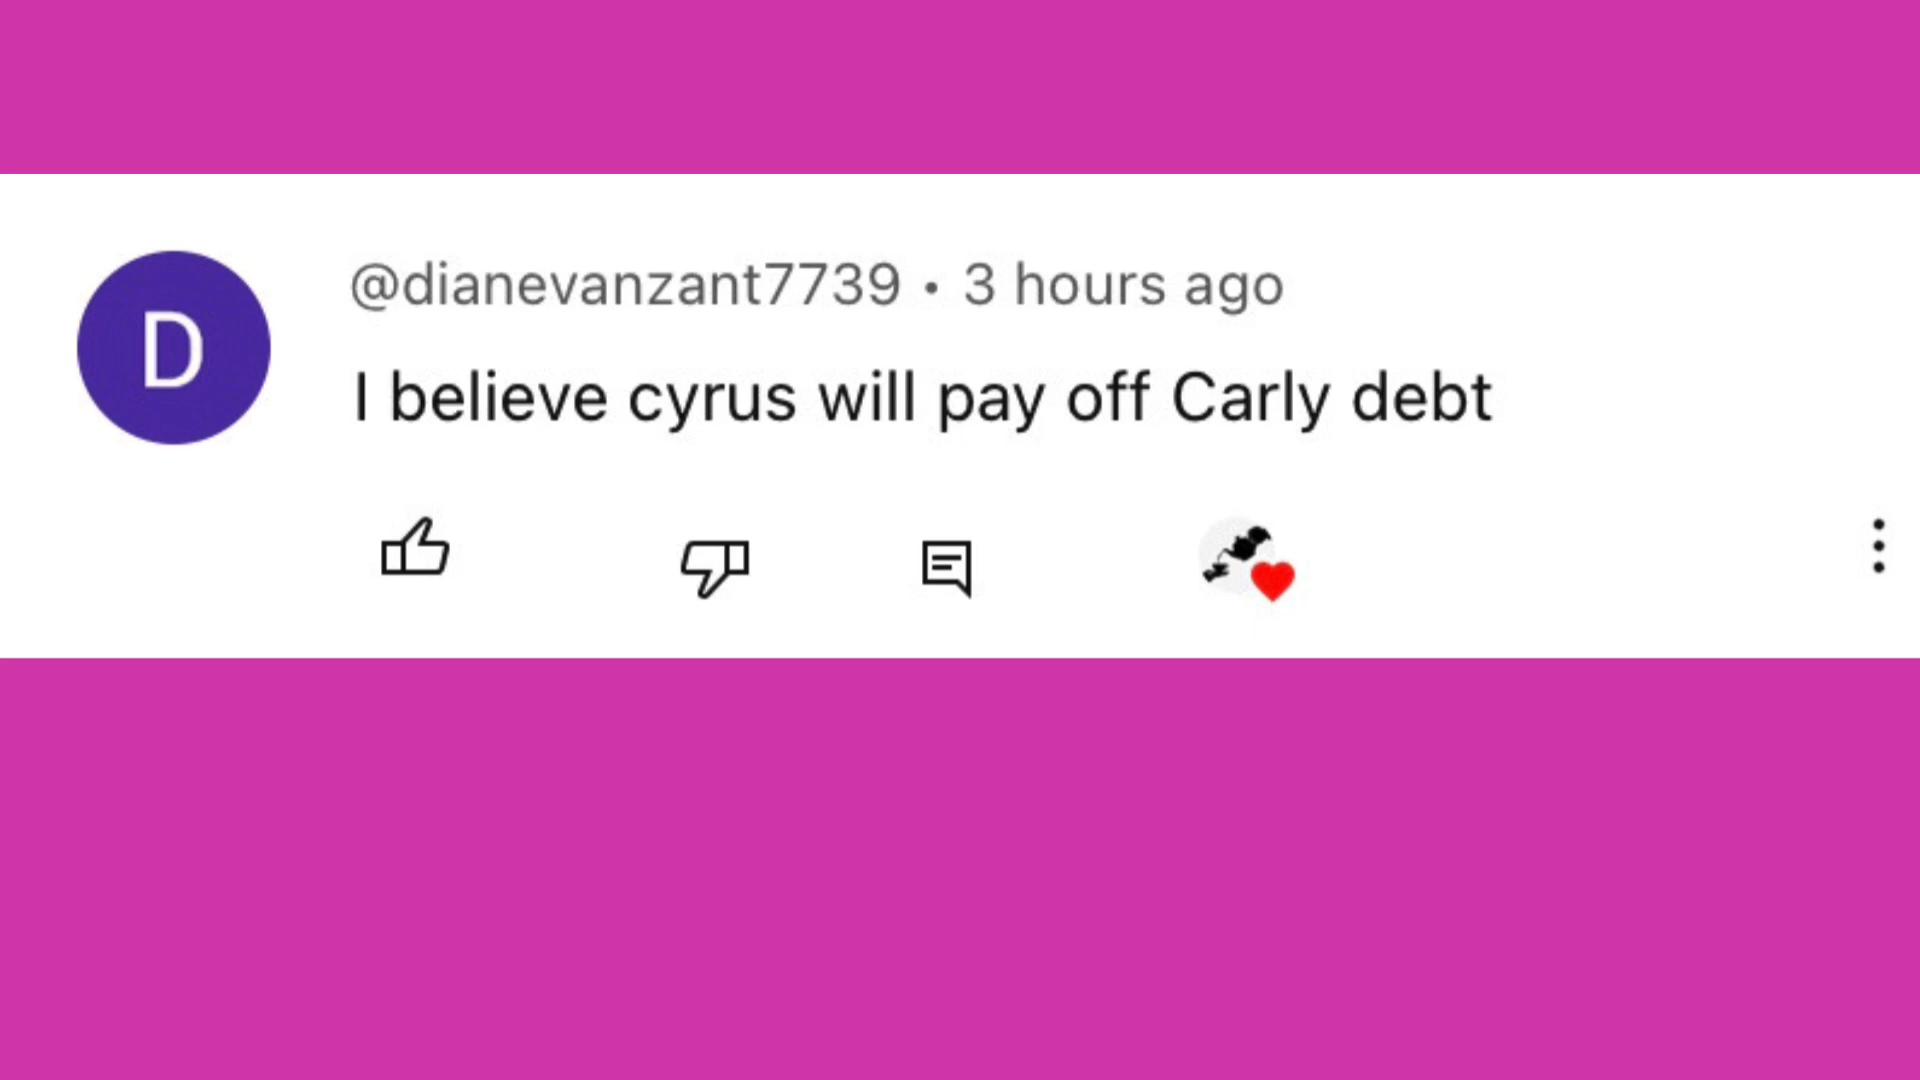 D
@dianevanzant7739 • 3 hours ago
I believe cyrus will pay off Carly debt